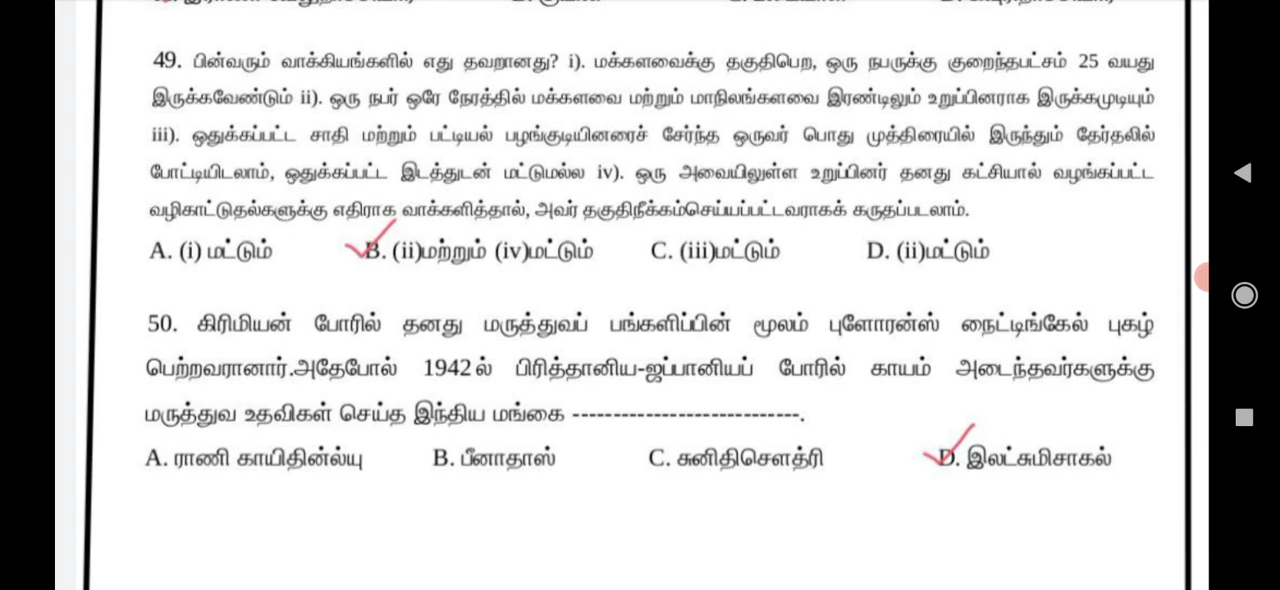 49. பின்வரும் வாக்கியங்களில் எது தவறானது? i). மக்களவைக்கு தகுதிபெற, ஒரு நபருக்கு குறைந்தபட்சம் 25 வயது
இருக்கவேண்டும் ii). ஒரு நபர் ஒரே நேரத்தில் மக்களவை மற்றும் மாநிலங்களவை இரண்டிலும் உறுப்பினராக இருக்கமுடியும்
iii). ஒதுக்கப்பட்ட சாதி மற்றும் பட்டியல் பழங்குடியினரைச் சேர்ந்த ஒருவர் பொது முத்திரையில் இருந்தும் தேர்தலில்
போட்டியிடலாம், ஒதுக்கப்பட்ட இடத்துடன் மட்டுமல்ல iv). ஒரு அவையிலுள்ள உறுப்பினர் தனது கட்சியால் வழங்கப்பட்ட
வழிகாட்டுதல்களுக்கு எதிராக வாக்களித்தால், அவர் தகுதிநீக்கம்செய்யப்பட்டவராகக் கருதப்படலாம்.
A. (i) மட்டும் B. (ii)மற்றும் (iv)மட்டும் C. (iii)மட்டும் D. (ii)மட்டும்
50. கிரிமியன் போரில் தனது மருத்துவப் பங்களிப்பின் மூலம் புளோரன்ஸ் நைட்டிங்கேல் புகழ்
பெற்றவரானார்.அதேபோல் 1942ல் பிரித்தானிய-ஜப்பானியப் போரில் காயம் அடைந்தவர்களுக்கு
மருத்துவ உதவிகள் செய்த இந்திய மங்கை ---------------------------.
A. ராணி காயிதின்ல்யு B. பீனாதாஸ் C. சுனிதிசௌத்ரி D. இலட்சுமிசாகல்